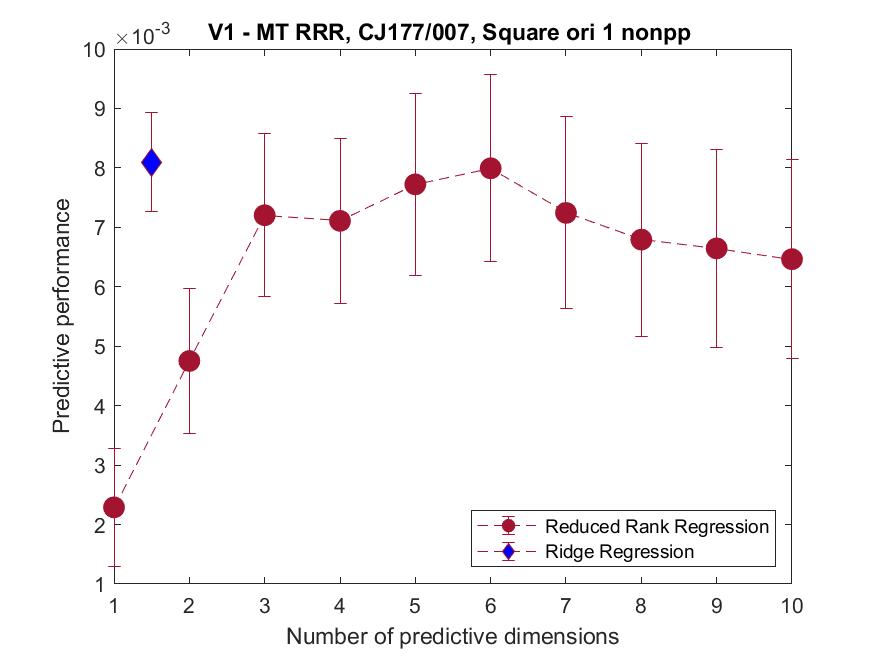 ×10-3
V1 - MT RRR, CJ177/007, Square ori 1 nonpp
10
9
8
7
6
5
4
3
2
1
Predictive performance
1 2 3 4 5 6 7 8 9 10
Number of predictive dimensions
Reduced Rank Regression
Ridge Regression